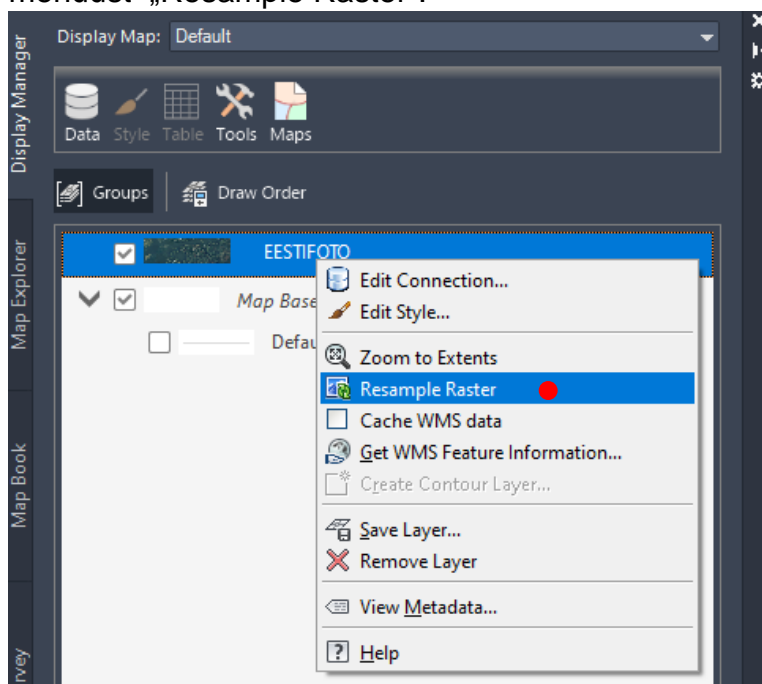 menüüst „Resample Raster“.
Display Map: Default
Display Manager
Data Style Table Tools Maps
Groups Draw Order
EESTIFOTO
Edit Connection...
Map Base
Edit Style...
Defau
Map Explorer
Zoom to Extents
Resample Raster
Cache WMS data
Get WMS Feature Information...
Create Contour Layer...
Map Book
Save Layer...
Remove Layer
View Metadata...
Help
rvey